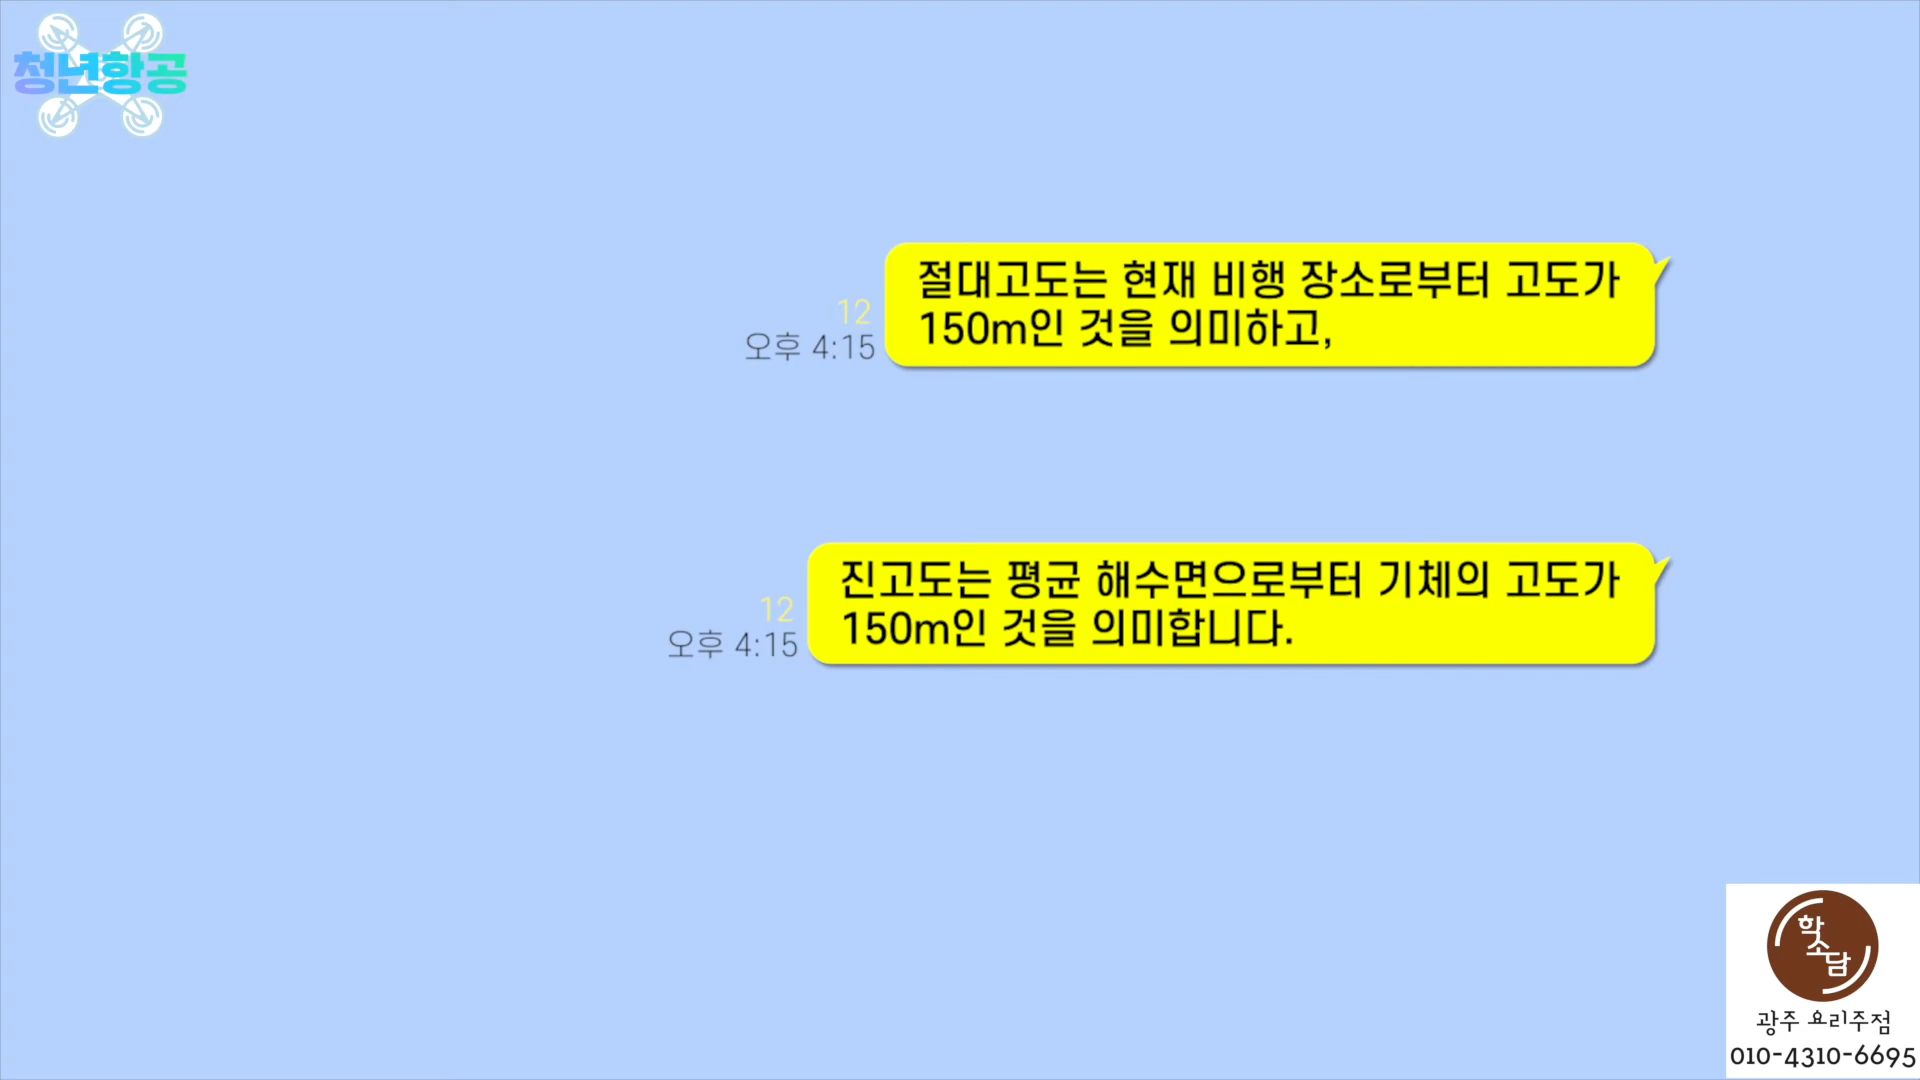 청년항공
절대고도는 현재 비행 장소로부터 고도가
150m인 것을 의미하고,
12
오후 4:15
진고도는 평균 해수면으로부터 기체의 고도가
150m인 것을 의미합니다.
12
오후 4:15
학소담
광주 요리주점
010-4310-6695